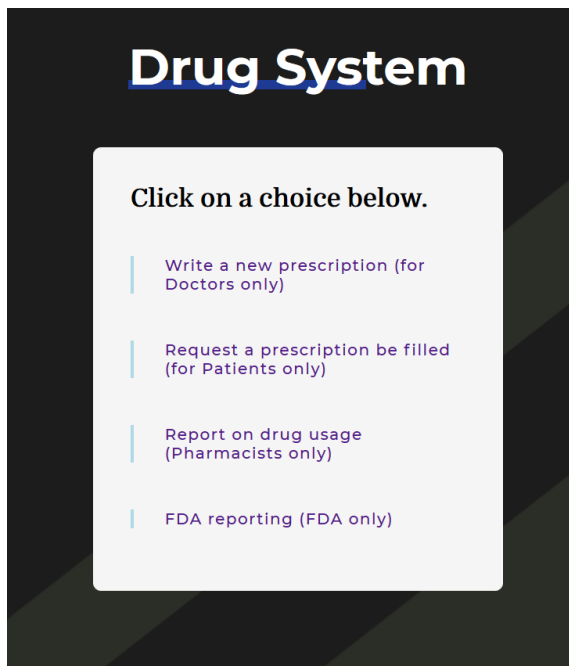 Drug System
Click on a choice below.
Write a new prescription (for
Doctors only)
Request a prescription be filled
(for Patients only)
Report on drug usage
(Pharmacists only)
FDA reporting (FDA only)